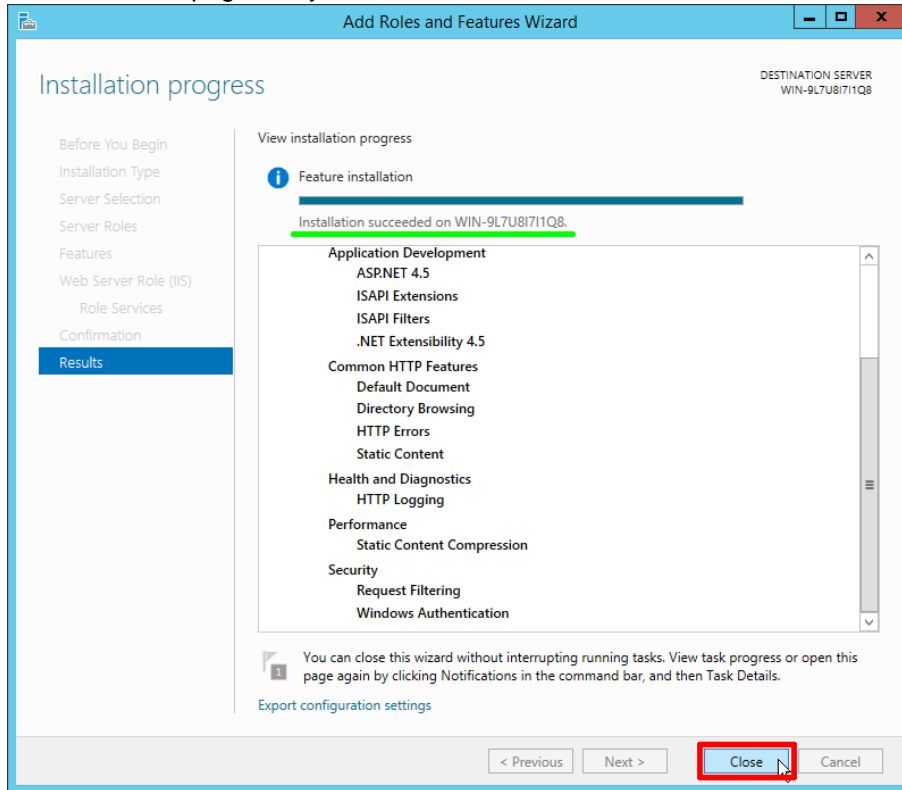 Add Roles and Features Wizard
Installation progress
DESTINATION SERVER
WIN-9L7U8I7I1Q8
Before You Begin
Installation Type
Server Selection
Server Roles
Features
Web Server Role (IIS)
Role Services
Confirmation
Results
View installation progress
Feature installation
Installation succeeded on WIN-9L7U8I7I1Q8.
Application Development
ASP.NET 4.5
ISAPI Extensions
ISAPI Filters
.NET Extensibility 4.5
Common HTTP Features
Default Document
Directory Browsing
HTTP Errors
Static Content
Health and Diagnostics
HTTP Logging
Performance
Static Content Compression
Security
Request Filtering
Windows Authentication
1
You can close this wizard without interrupting running tasks. View task progress or open this
page again by clicking Notifications in the command bar, and then Task Details.
Export configuration settings
< Previous
Next >
Close
Cancel